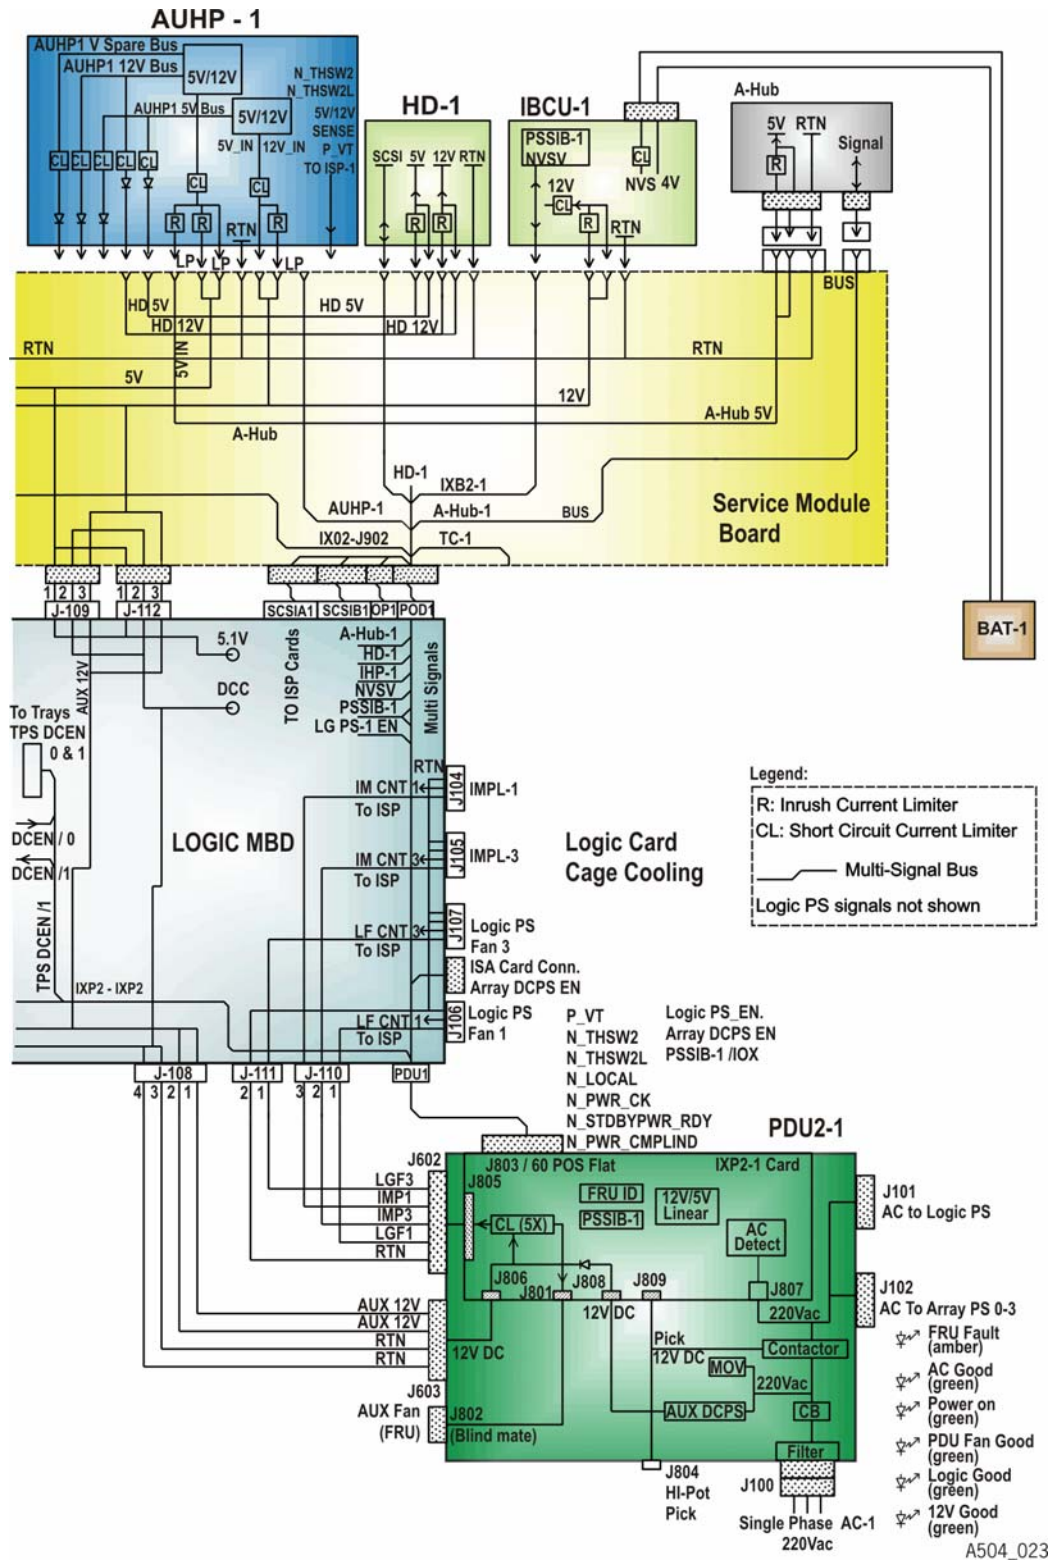 AUHP - 1
AUHP1 V Spare Bus
AUHP1 12V Bus
5V/12V
N_THSW2
N_THSW2L
AUHP1 5V Bus
5V/12V
5V/12V
SENSE
5V_IN 12V_IN
P_VT
TO ISP-1
CL CL CL CL CL
CL
CL
R R R
RTN
LP LP LP
HD-1
SCSI 5V 12V RTN
R R
IBCU-1
PSSIB-1
NVSV
CL
NVS 4V
12V
CL
R
RTN
A-Hub
5V RTN
Signal
R
BUS
HD 5V HD 5V
HD 12V HD 12V
RTN RTN
5V IN
5V
12V
A-Hub 5V
A-Hub
HD-1
IXB2-1
AUHP-1 A-Hub-1 BUS
IX02-J902 TC-1
Service Module
Board
1 2 3 1 2 3
J-109 J-112
SCSIA1 SCSIB1 OP1 POD1
BAT-1
5.1V
DCC
AUX 12V
TO ISP Cards
A-Hub-1
HD-1
IHP-1
NVSV
PSSIB-1
LG PS-1 EN
Multi Signals
To Trays
TPS DCEN
0 & 1
DCEN / 0
DCEN /1
TPS DCEN /1
LOGIC MBD
RTN
IM CNT 1
To ISP
J104
IMPL-1
IM CNT 3
To ISP
J105
IMPL-3
LF CNT 3
To ISP
J107
Logic PS
Fan 3
ISA Card Conn.
Array DCPS EN
IXP2 - IXP2
LF CNT 1
To ISP
J106
Logic PS
Fan 1
Logic Card
Cage Cooling
Legend:
R: Inrush Current Limiter
CL: Short Circuit Current Limiter
Multi-Signal Bus
Logic PS signals not shown
J-108 J-111 J-110 PDU1
4 3 2 1 2 1 3 2 1
P_VT
N_THSW2
N_THSW2L
N_LOCAL
N_PWR_CK
N_STDBYPWR_RDY
N_PWR_CMPLIND
Logic PS_EN.
Array DCPS EN
PSSIB-1 /IOX
PDU2-1
J602
J803 / 60 POS Flat
IXP2-1 Card
J805
LGF3
IMP1
IMP3
LGF1
RTN
FRU ID
PSSIB-1
12V/5V
Linear
CL (5X)
AC
Detect
J806 J801 J808 J809 J807
J101
AC to Logic PS
J102
AC To Array PS 0-3
AUX 12V
AUX 12V
RTN
RTN
12V DC
12V DC
220Vac
Pick
12V DC
Contactor
MOV
220Vac
AUX DCPS
CB
Filter
J603
AUX Fan
(FRU)
J802
(Blind mate)
J804
HI-Pot
Pick
J100
Single Phase
220Vac
AC-1
FRU Fault
(amber)
AC Good
(green)
Power on
(green)
PDU Fan Good
(green)
Logic Good
(green)
12V Good
(green)
A504_023